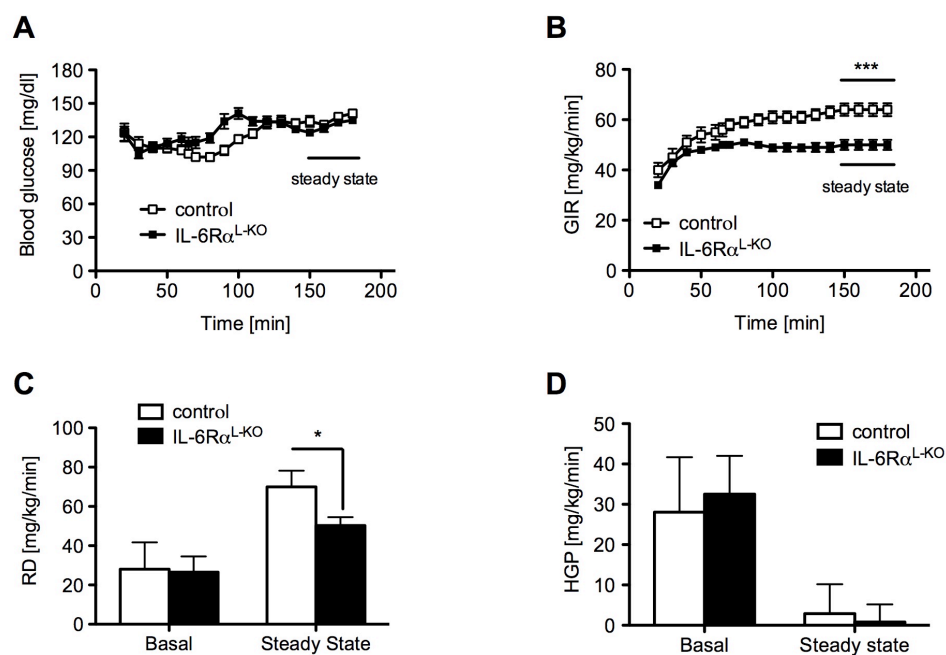 A
Blood glucose [mg/dl]
180
150
120
90
60
30
0
steady state
control
IL-6RαL-KO
0
50
100
150
200
Time [min]
B
GIR [mg/kg/min]
80
60
40
20
0
***
steady state
control
IL-6RαL-KO
0
50
100
150
200
Time [min]
C
control
IL-6RαL-KO
RD [mg/kg/min]
100
80
60
40
20
0
*
Basal
Steady State
D
HGP [mg/kg/min]
50
40
30
20
10
0
control
IL-6RαL-KO
Basal
Steady state